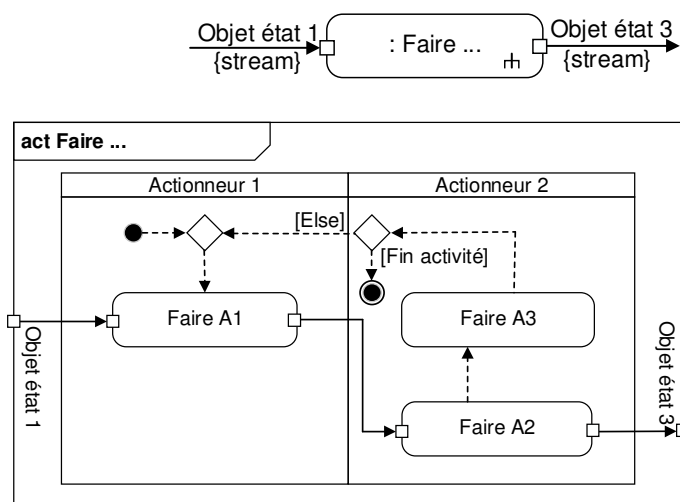 Objet état 1
{stream}
: Faire ...
Objet état 3
{stream}
act Faire ...
Actionneur 1
Actionneur 2
[Else]
[Fin activité]
Faire A1
Faire A3
Objet état 1
Objet état 3
Faire A2